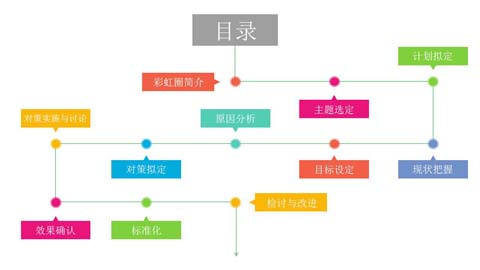 目录
彩虹圈简介
主题选定
计划拟定
现状把握
目标设定
原因分析
对策拟定
对策实施与讨论
效果确认
标准化
检讨与改进